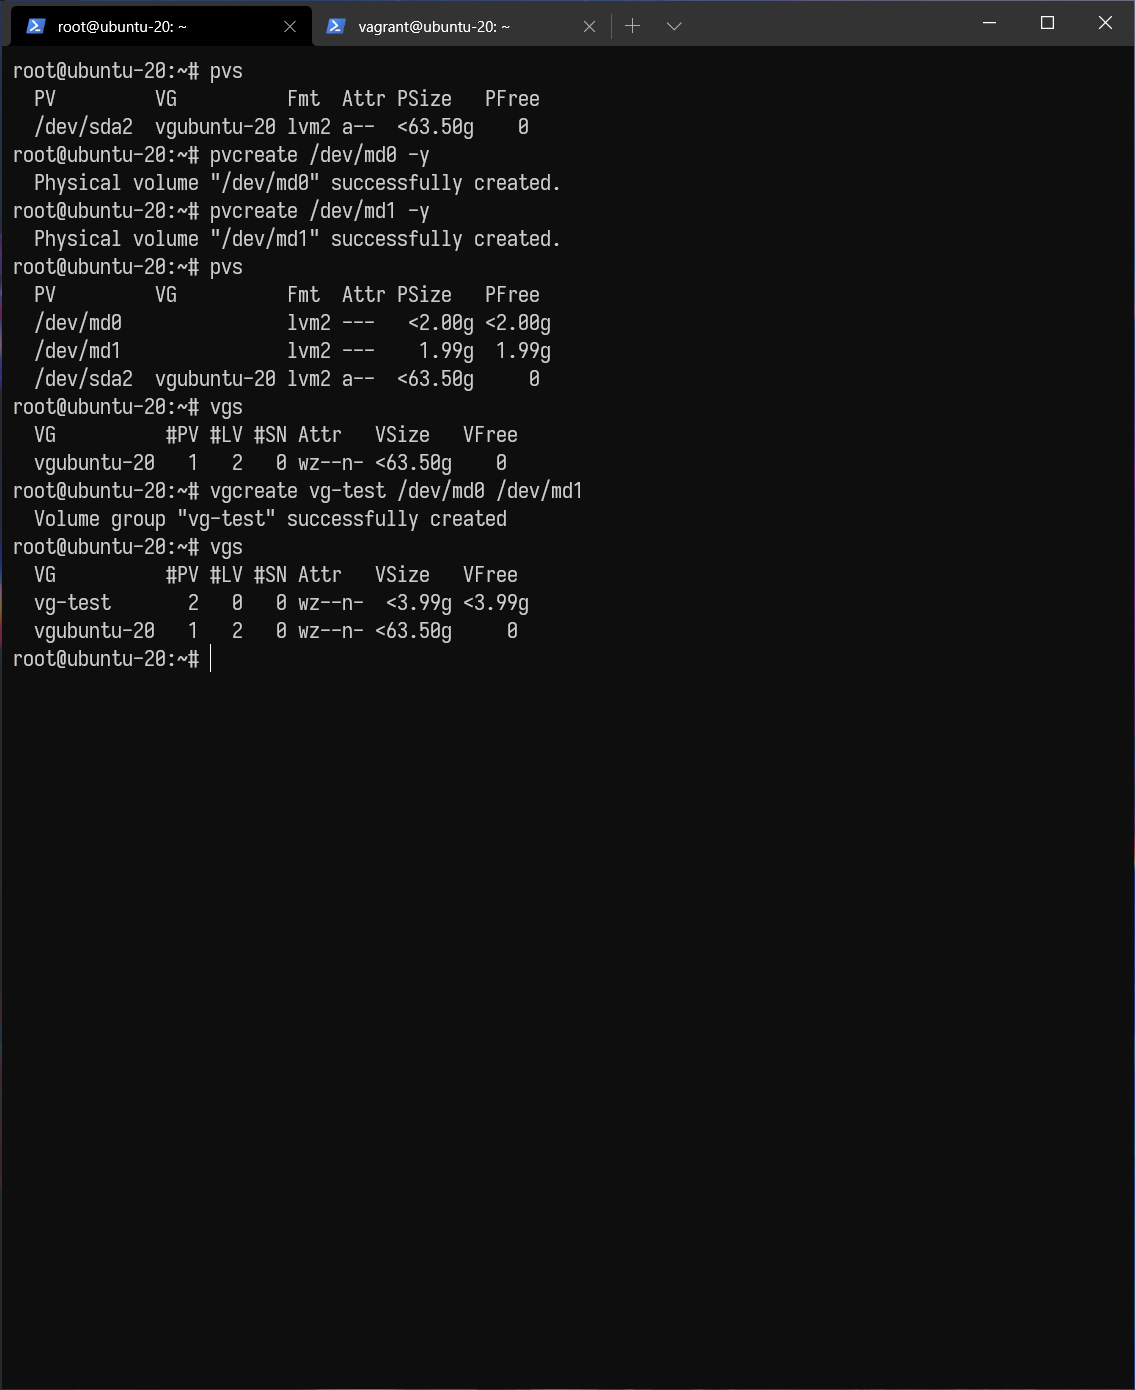 root@ubuntu-20: ~
vagrant@ubuntu-20: ~
root@ubuntu-20:~# pvs
  PV         VG          Fmt  Attr PSize   PFree
  /dev/sda2  vgubuntu-20 lvm2 a--  <63.50g    0
root@ubuntu-20:~# pvcreate /dev/md0 -y
  Physical volume "/dev/md0" successfully created.
root@ubuntu-20:~# pvcreate /dev/md1 -y
  Physical volume "/dev/md1" successfully created.
root@ubuntu-20:~# pvs
  PV         VG          Fmt  Attr PSize   PFree
  /dev/md0               lvm2 ---   <2.00g <2.00g
  /dev/md1               lvm2 ---    1.99g  1.99g
  /dev/sda2  vgubuntu-20 lvm2 a--  <63.50g     0
root@ubuntu-20:~# vgs
  VG          #PV #LV #SN Attr   VSize   VFree
  vgubuntu-20   1   2   0 wz--n- <63.50g    0
root@ubuntu-20:~# vgcreate vg-test /dev/md0 /dev/md1
  Volume group "vg-test" successfully created
root@ubuntu-20:~# vgs
  VG          #PV #LV #SN Attr   VSize   VFree
  vg-test       2   0   0 wz--n-  <3.99g <3.99g
  vgubuntu-20   1   2   0 wz--n- <63.50g     0
root@ubuntu-20:~#